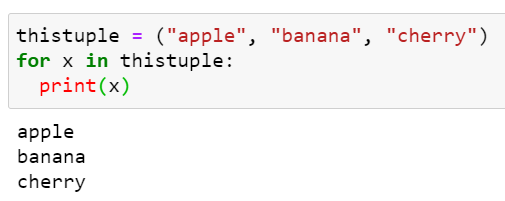 thistuple = ("apple", "banana", "cherry")
for x in thistuple:
  print(x)
apple
banana
cherry